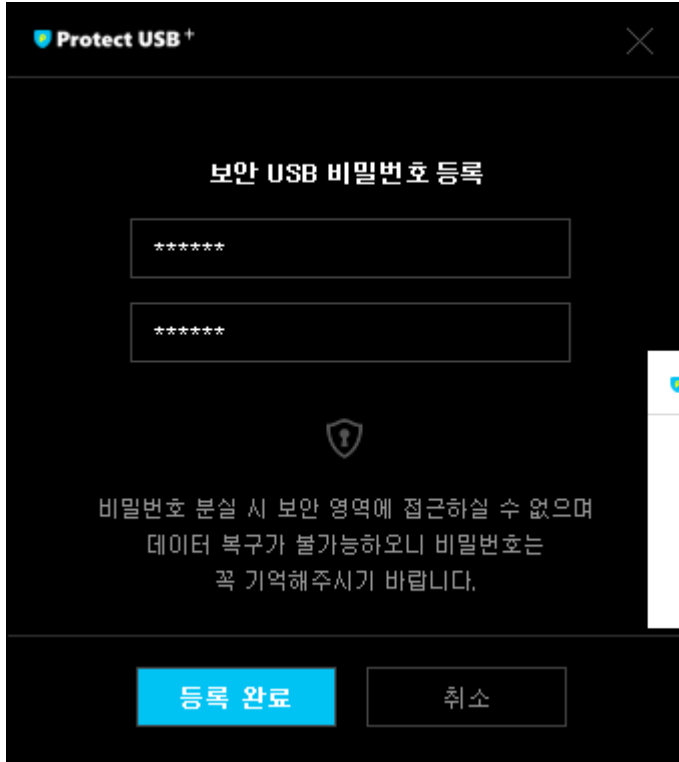 Protect USB+
보안 USB 비밀번호 등록
******
******
비밀번호 분실 시 보안 영역에 접근하실 수 없으며
데이터 복구가 불가능하오니 비밀번호는
꼭 기억해주시기 바랍니다.
등록 완료
취소